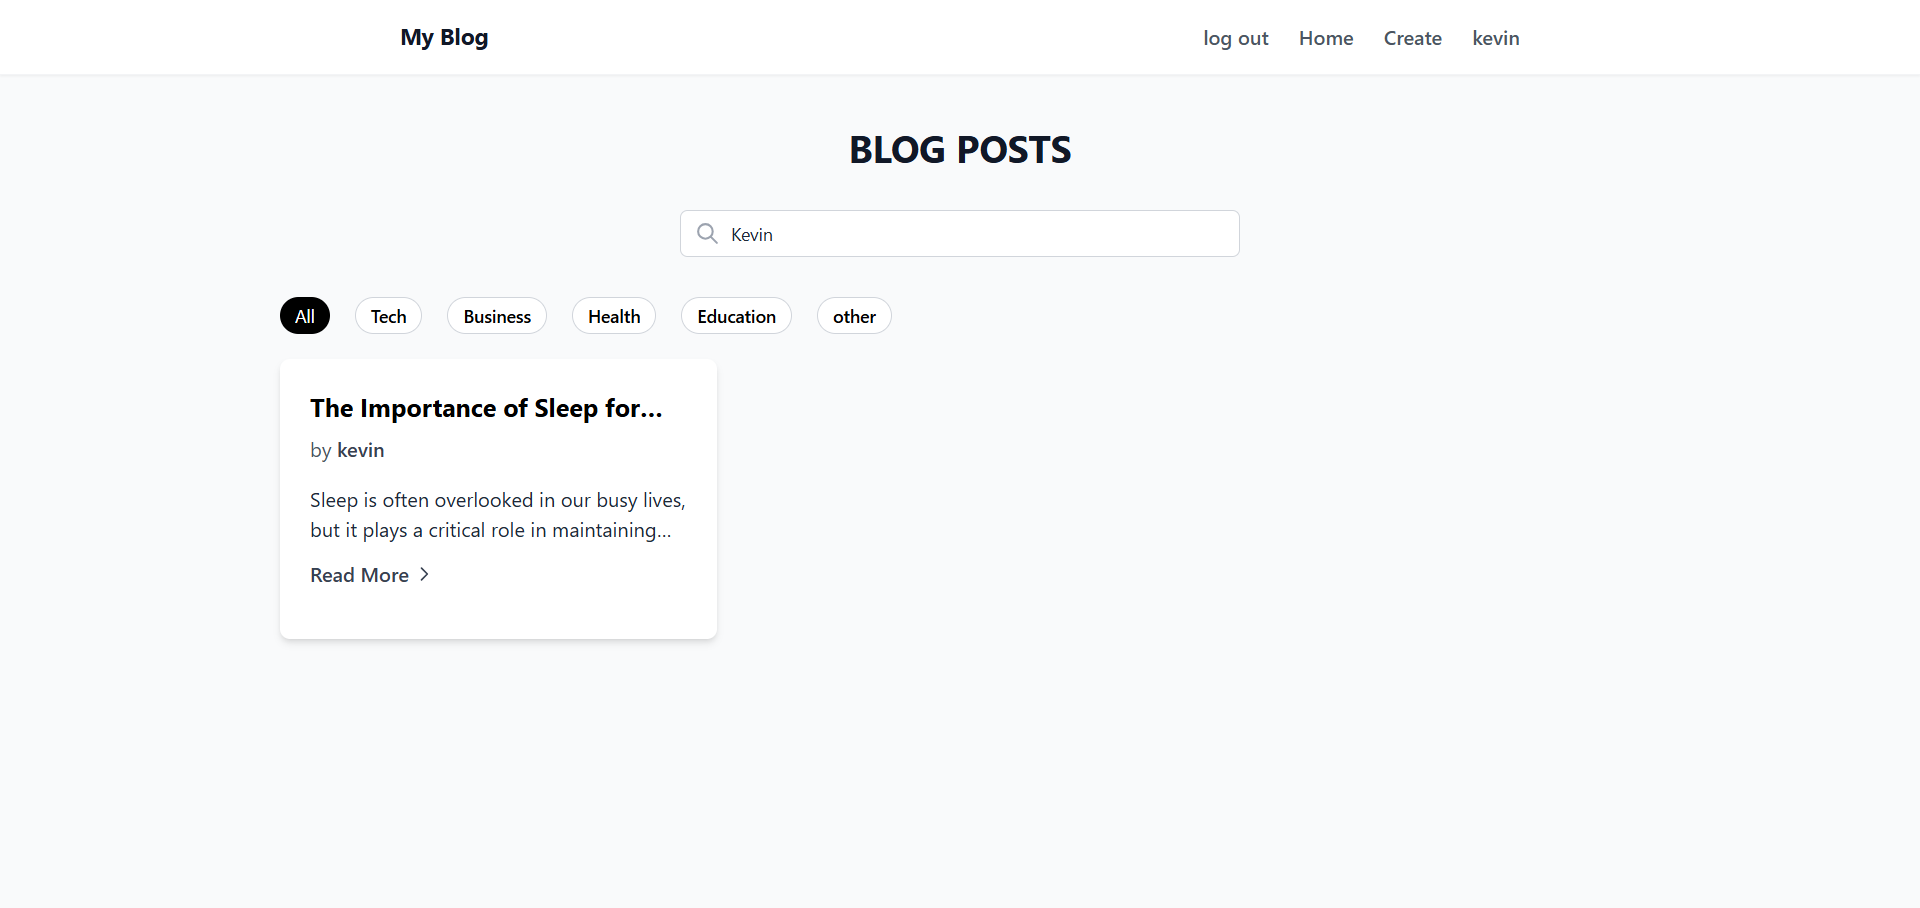 My Blog
log out Home Create kevin
BLOG POSTS
Kevin
All Tech Business Health Education other
The Importance of Sleep for...
by kevin
Sleep is often overlooked in our busy lives,
but it plays a critical role in maintaining...
Read More